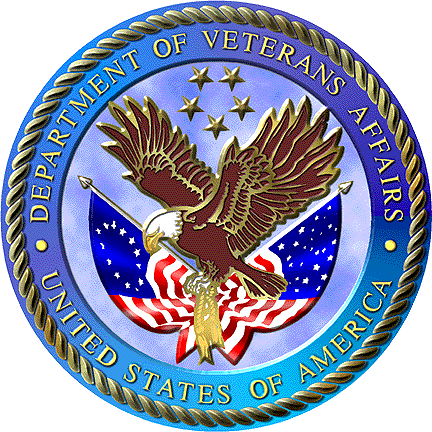 DEPARTMENT OF VETERANS AFFAIRS
UNITED STATES OF AMERICA